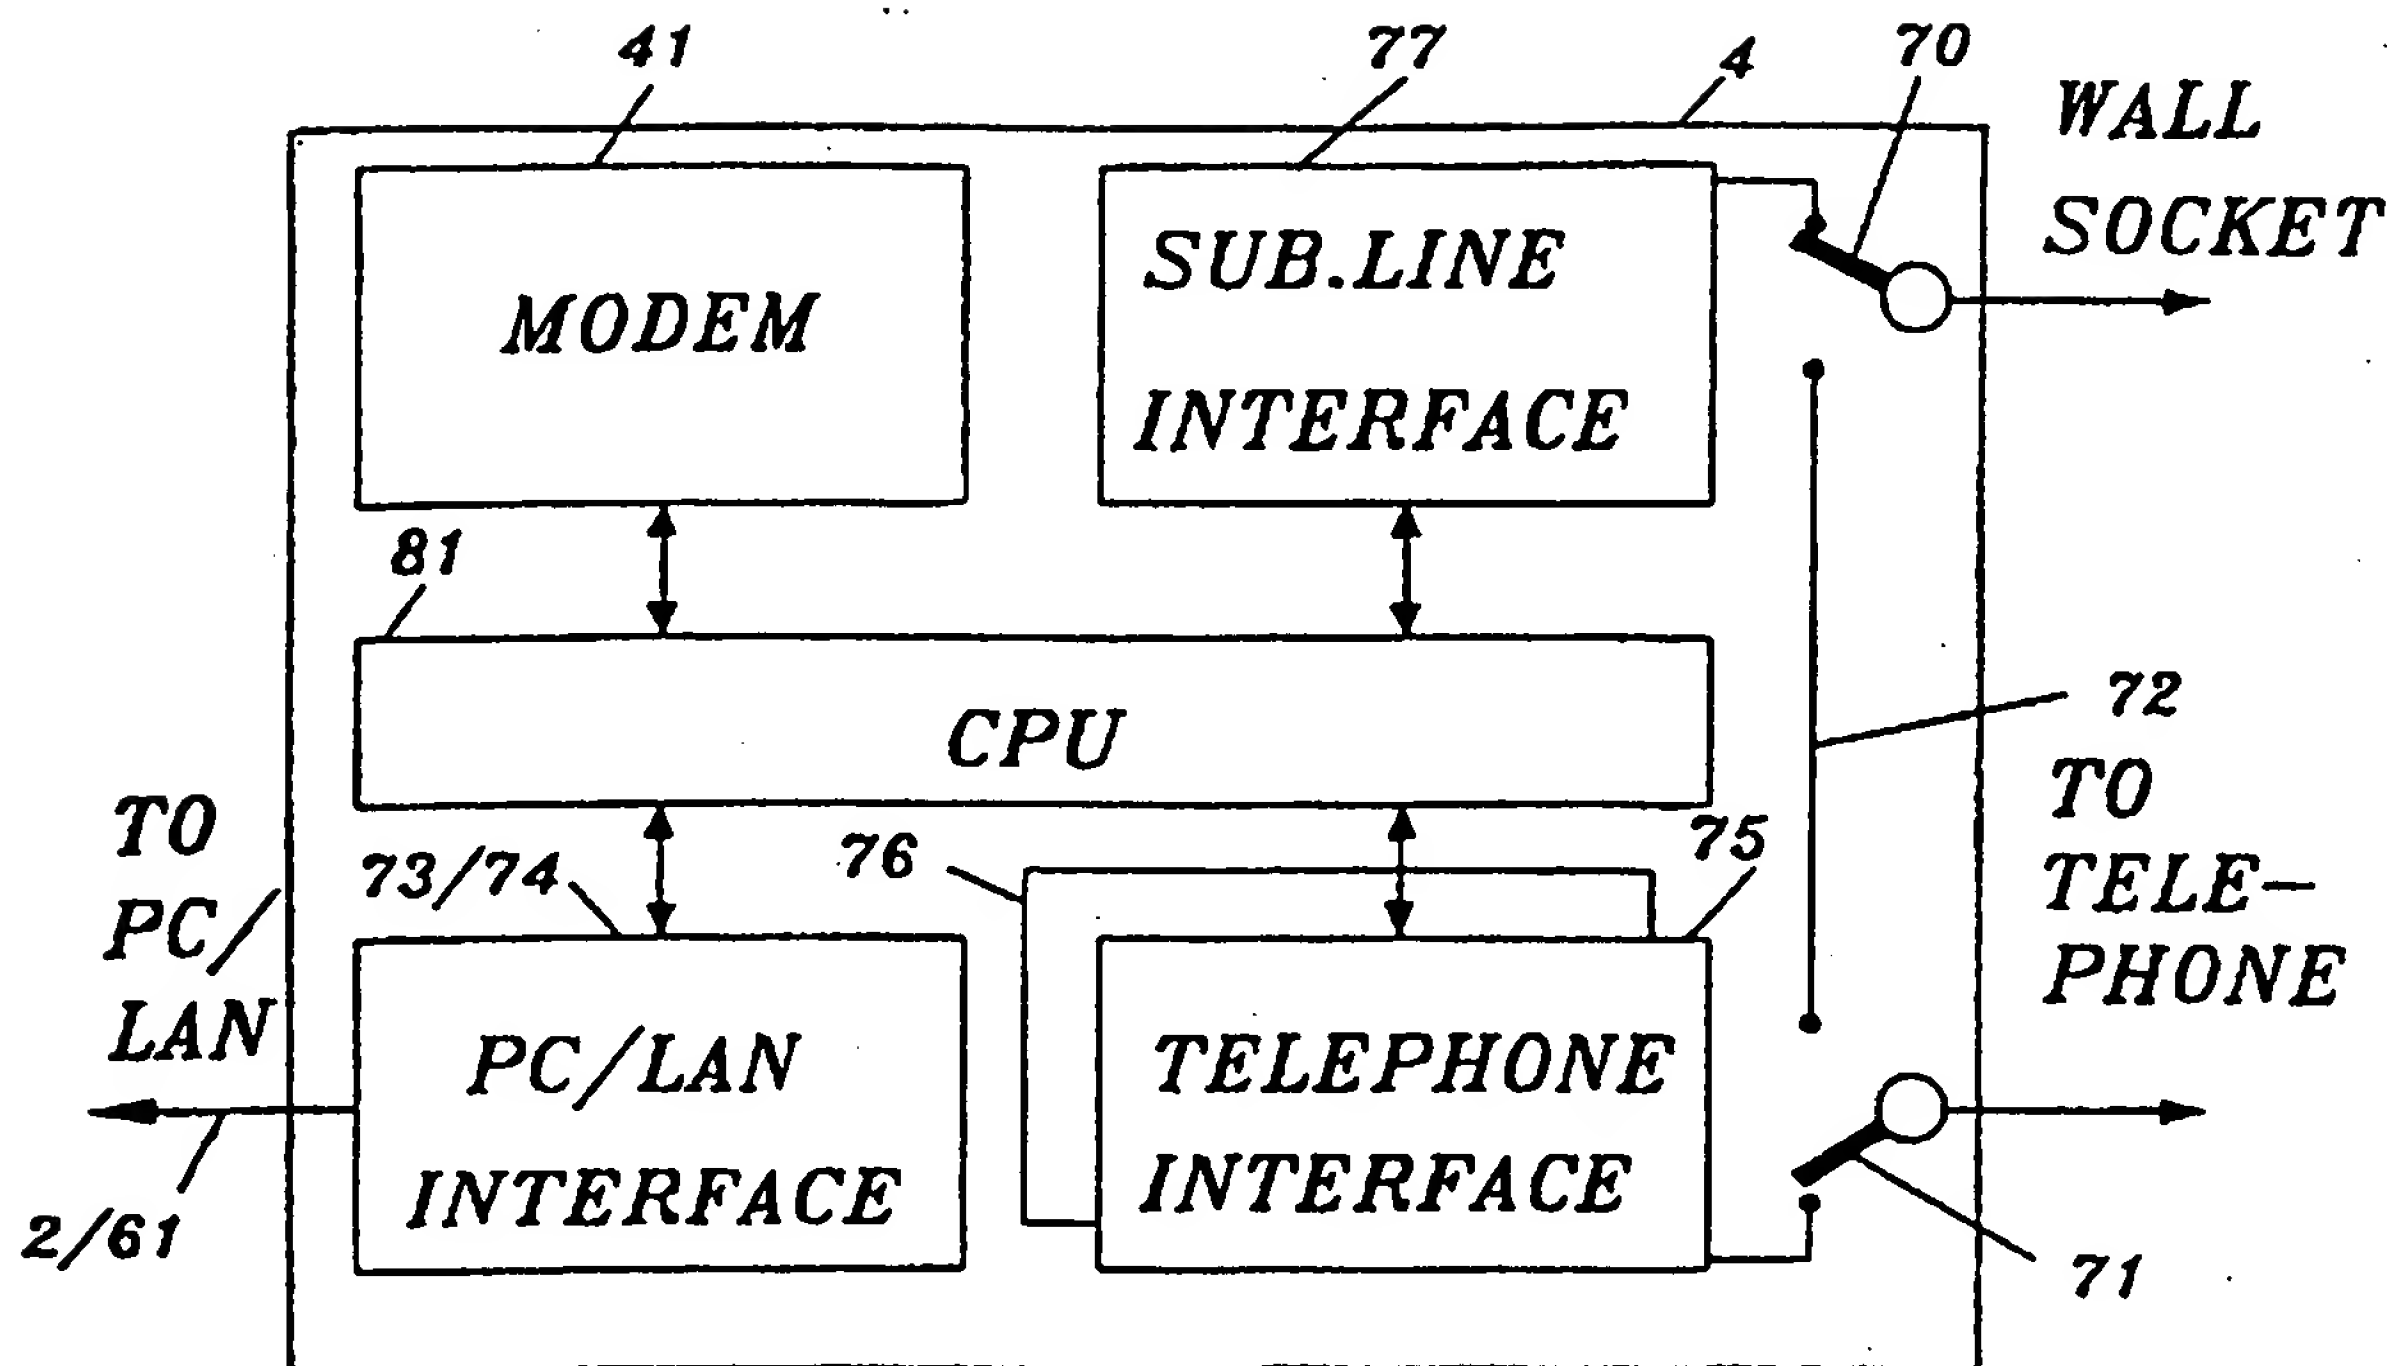 41
77
4
70
WALL
SOCKET
MODEM
SUB.LINE
INTERFACE
81
CPU
72
TO
PC/
LAN
73/74
76
75
TO
TELE-
PHONE
PC/LAN
INTERFACE
TELEPHONE
INTERFACE
2/61
71